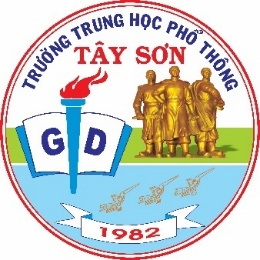 TRƯỜNG TRUNG HỌC PHỔ THÔNG
TÂY SƠN
G D
1982